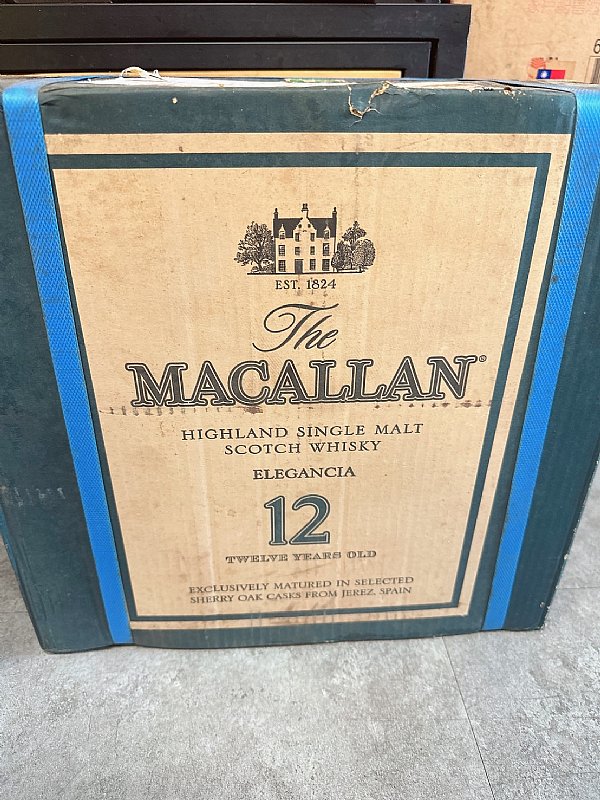 6
EST. 1824
The
MACALLAN®
HIGHLAND SINGLE MALT
SCOTCH WHISKY
ELEGANCIA
12
TWELVE YEARS OLD
EXCLUSIVELY MATURED IN SELECTED
SHERRY OAK CASKS FROM JEREZ, SPAIN